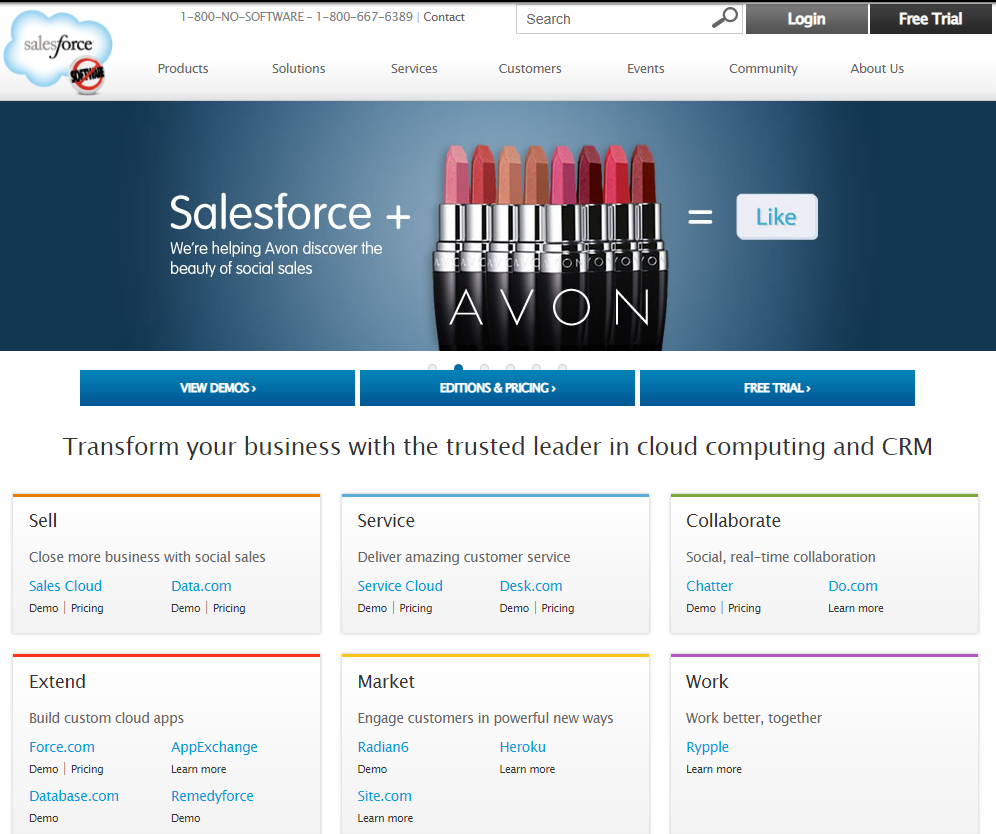 1-800-NO-SOFTWARE - 1-800-667-6389 | Contact
Search
Login
Free Trial
salesforce
SOFTWARE
Products Solutions Services Customers Events Community About Us
Salesforce +
We're helping Avon discover the
beauty of social sales
AVON
=
Like
VIEW DEMOS ›
EDITIONS & PRICING ›
FREE TRIAL ›
Transform your business with the trusted leader in cloud computing and CRM
Sell
Close more business with social sales
Sales Cloud Data.com
Demo | Pricing Demo | Pricing
Service
Deliver amazing customer service
Service Cloud Desk.com
Demo | Pricing Demo | Pricing
Collaborate
Social, real-time collaboration
Chatter Do.com
Demo | Pricing Learn more
Extend
Build custom cloud apps
Force.com AppExchange
Demo | Pricing Learn more
Database.com Remedyforce
Demo Demo
Market
Engage customers in powerful new ways
Radian6 Heroku
Demo Learn more
Site.com
Learn more
Work
Work better, together
Rypple
Learn more